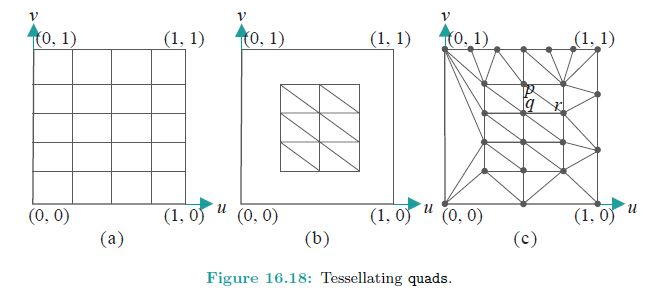 v v v
(0, 1) (1, 1) (0, 1) (1, 1) (0, 1) (1, 1)
p
q r
u u u
(0, 0) (1, 0) (0, 0) (1, 0) (0, 0) (1, 0)
(a) (b) (c)
Figure 16.18: Tessellating quads.